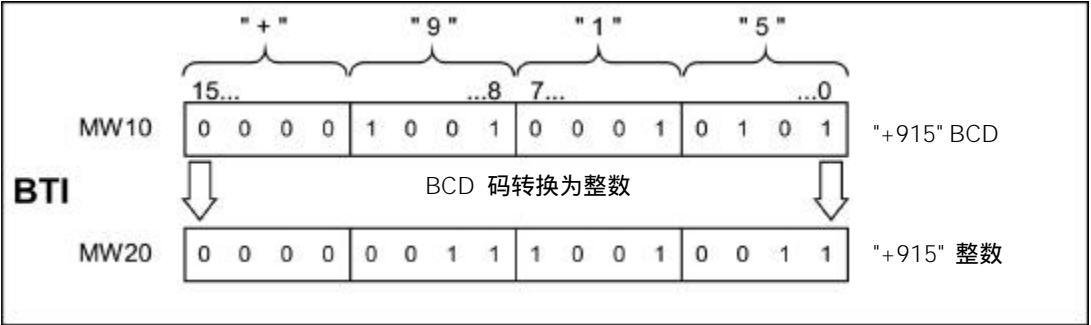 "+" "9" "1" "5"
15... ...8 7... ...0
MW10 0 0 0 0 1 0 0 1 0 0 0 1 0 1 0 1 "+915" BCD
BTI BCD 码转换为整数
MW20 0 0 0 0 0 0 1 1 1 0 0 1 0 0 1 1 "+915" 整数